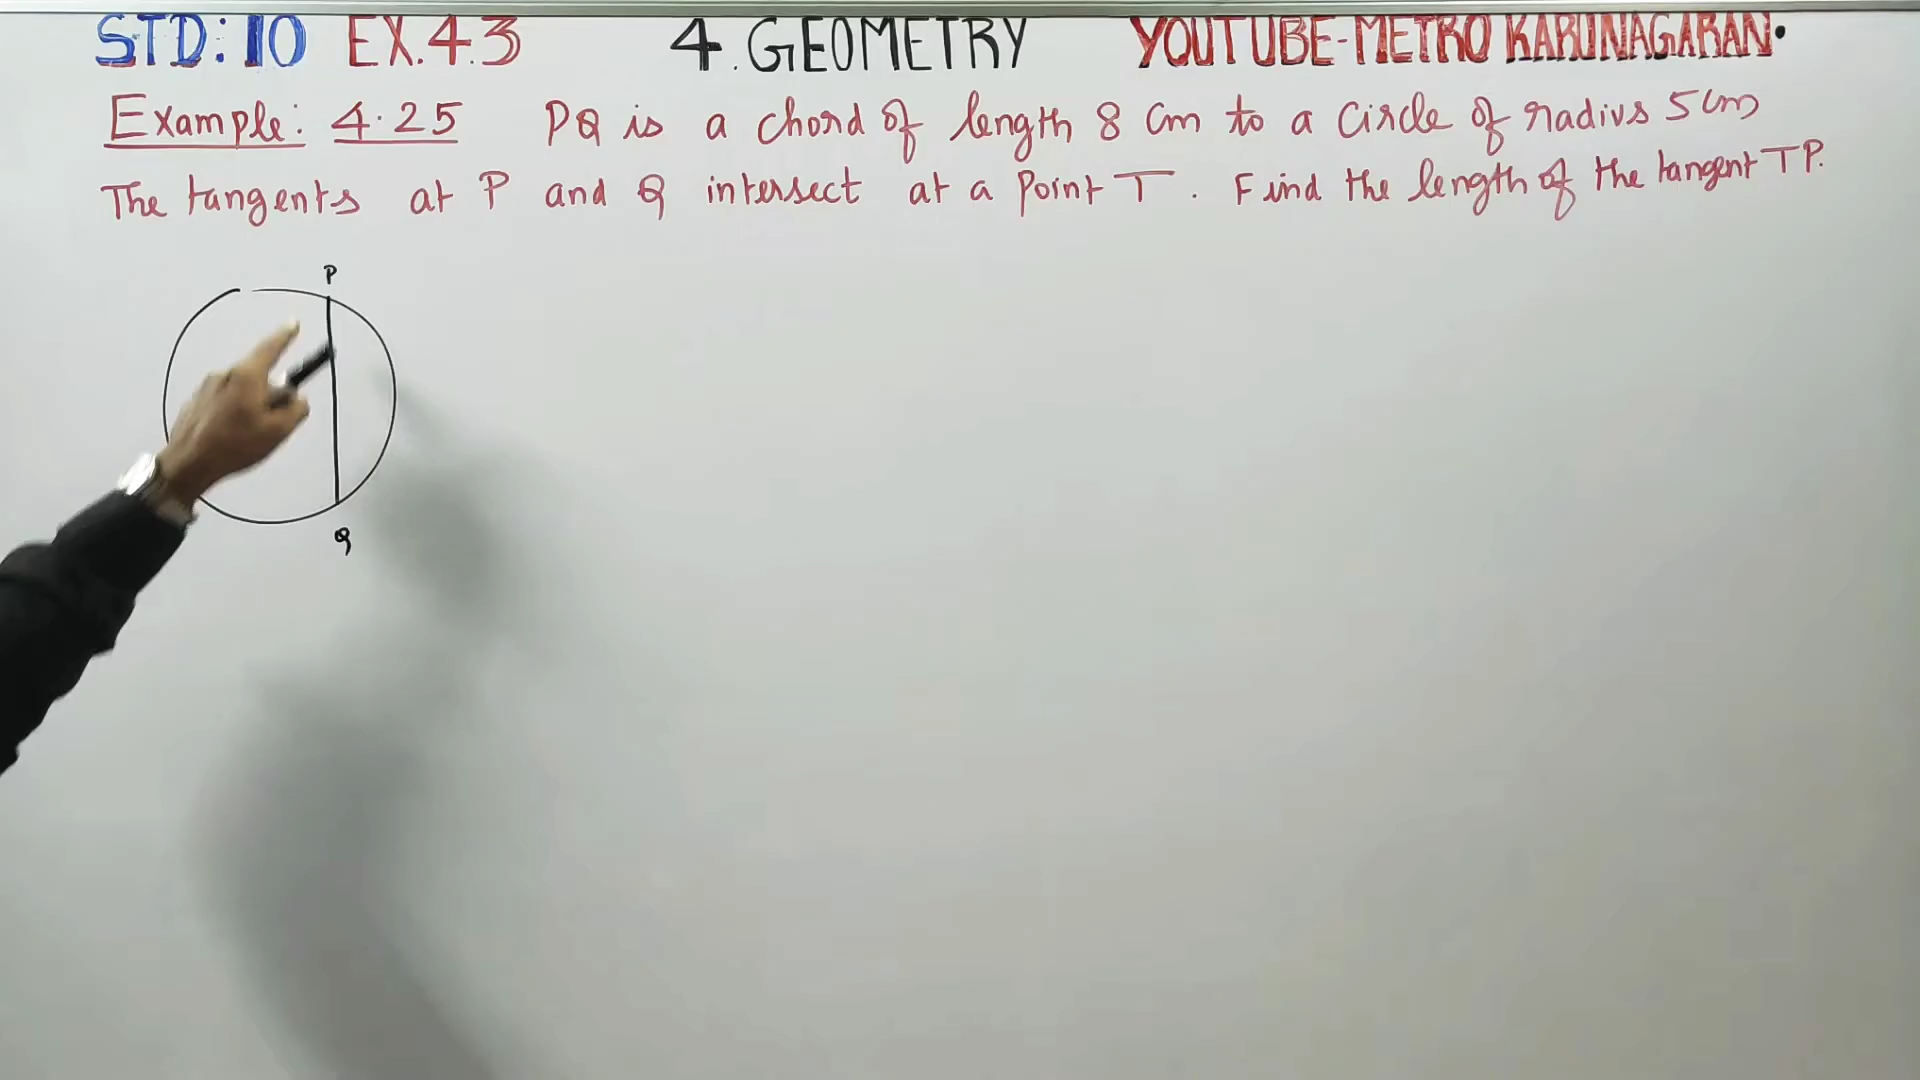 STD: 10 EX.4.3 4.GEOMETRY YOUTUBE-METRO KARUNAGARAN.
Example: 4.25 PQ is a chord of length 8 cm to a circle of radius 5cm
The tangents at P and Q intersect at a point T. Find the length of the tangent TP.
P
Q